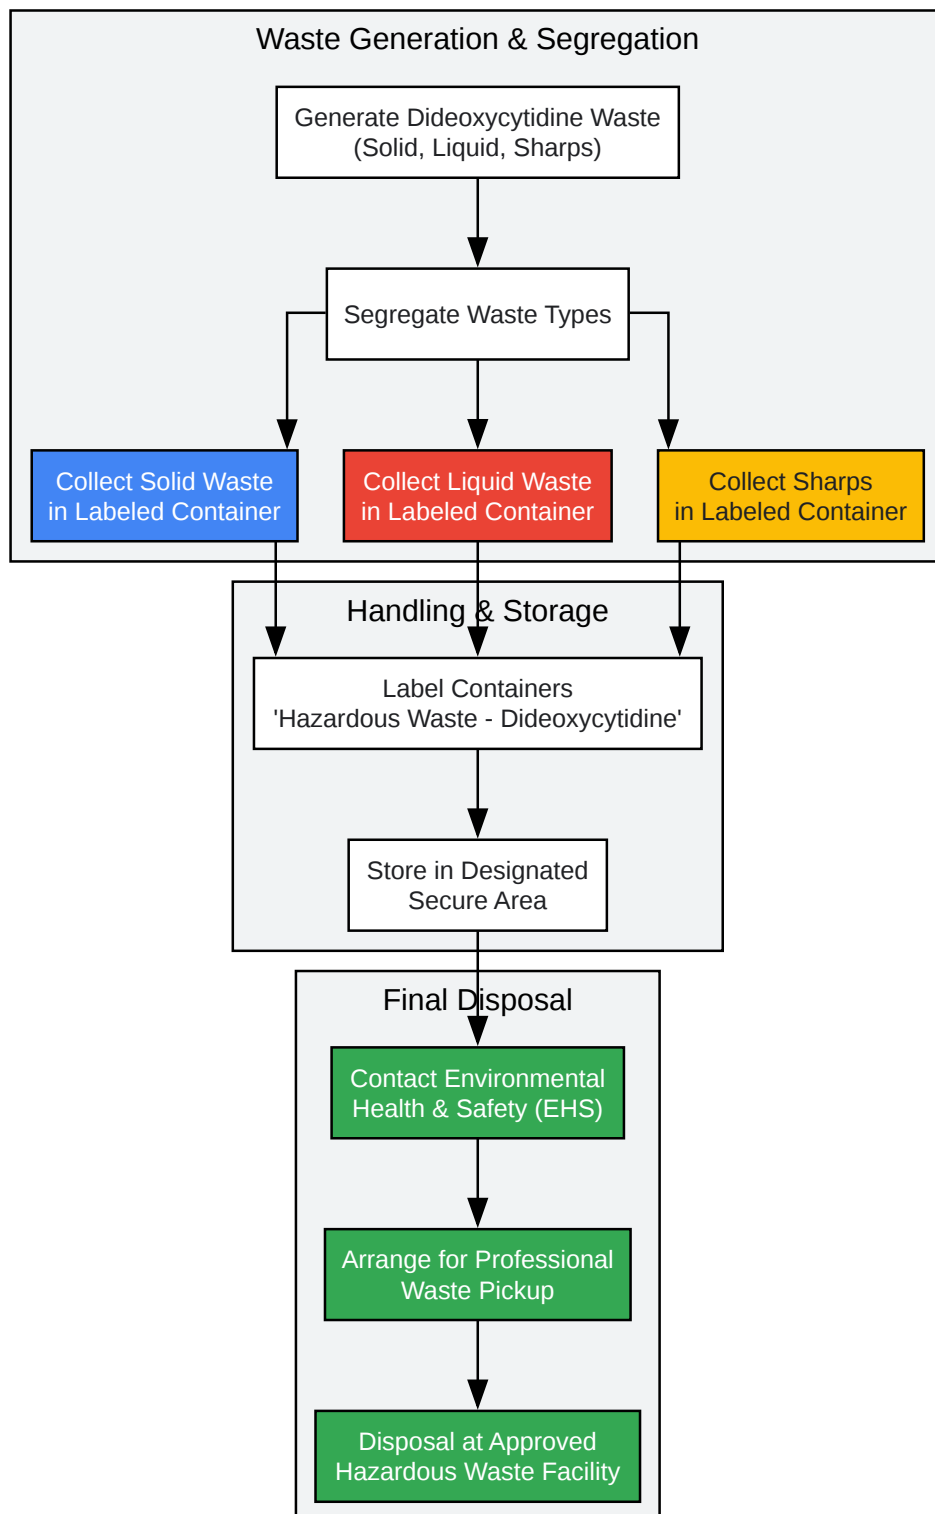 Waste Generation & Segregation
Generate Dideoxycytidine Waste
(Solid, Liquid, Sharps)
Segregate Waste Types
Collect Solid Waste
in Labeled Container
Collect Liquid Waste
in Labeled Container
Collect Sharps
in Labeled Container
Handling & Storage
Label Containers
'Hazardous Waste - Dideoxycytidine'
Store in Designated
Secure Area
Final Disposal
Contact Environmental
Health & Safety (EHS)
Arrange for Professional
Waste Pickup
Disposal at Approved
Hazardous Waste Facility